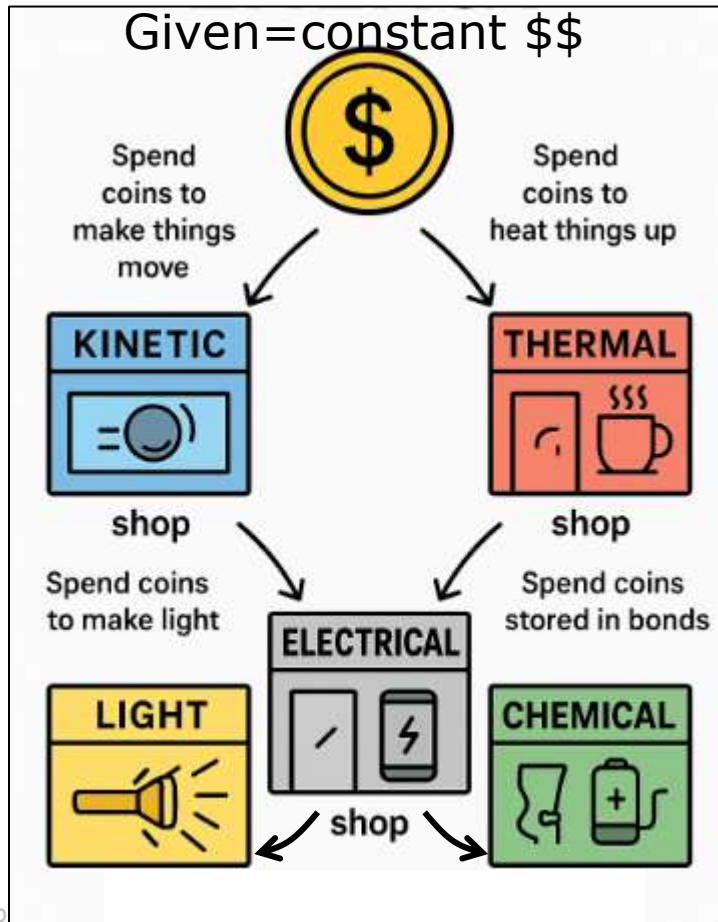 Given=constant $$
$
Spend
coins to
make things
move
Spend
coins to
heat things up
KINETIC
THERMAL
shop
shop
Spend coins
to make light
Spend coins
stored in bonds
ELECTRICAL
LIGHT
CHEMICAL
+
shop